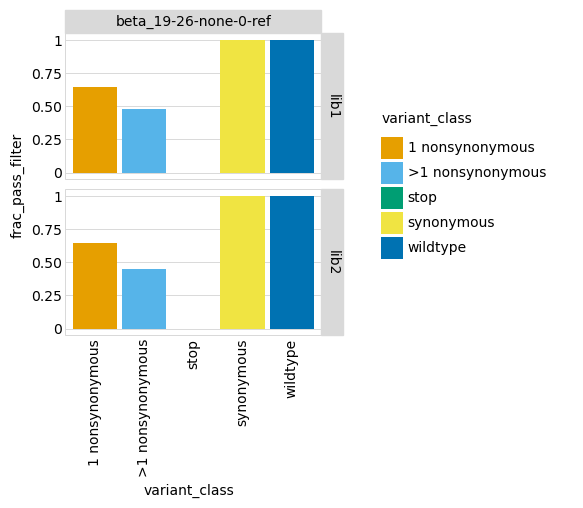 beta_19-26-none-0-ref
frac_pass_filter
1
0.75
0.50
0.25
0
lib1
1
0.75
0.50
0.25
0
lib2
1 nonsynonymous
>1 nonsynonymous
stop
synonymous
wildtype
variant_class
variant_class
1 nonsynonymous
>1 nonsynonymous
stop
synonymous
wildtype